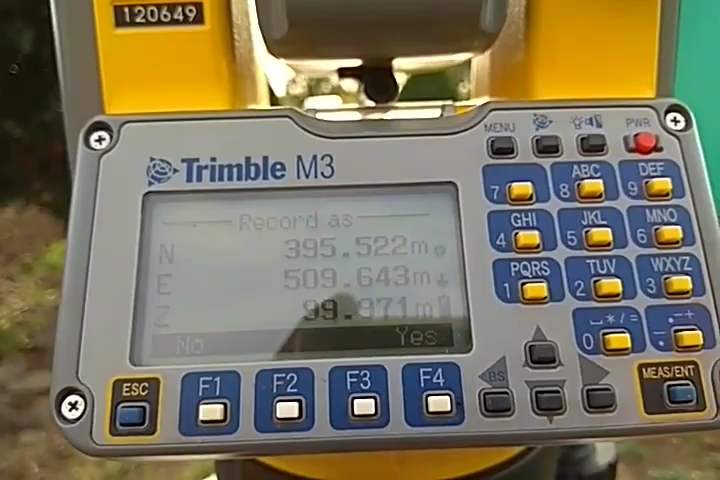 120649
Trimble M3
Record as
N 395.522m
E 509.643m
Z 99.971m
No Yes
MENU PWR
7 ABC 8 DEF 9
GHI 4 JKL 5 MNO 6
PQRS 1 TUV 2 WXYZ 3
0 ␣*/= .-+
BS
ESC F1 F2 F3 F4 MEAS/ENT